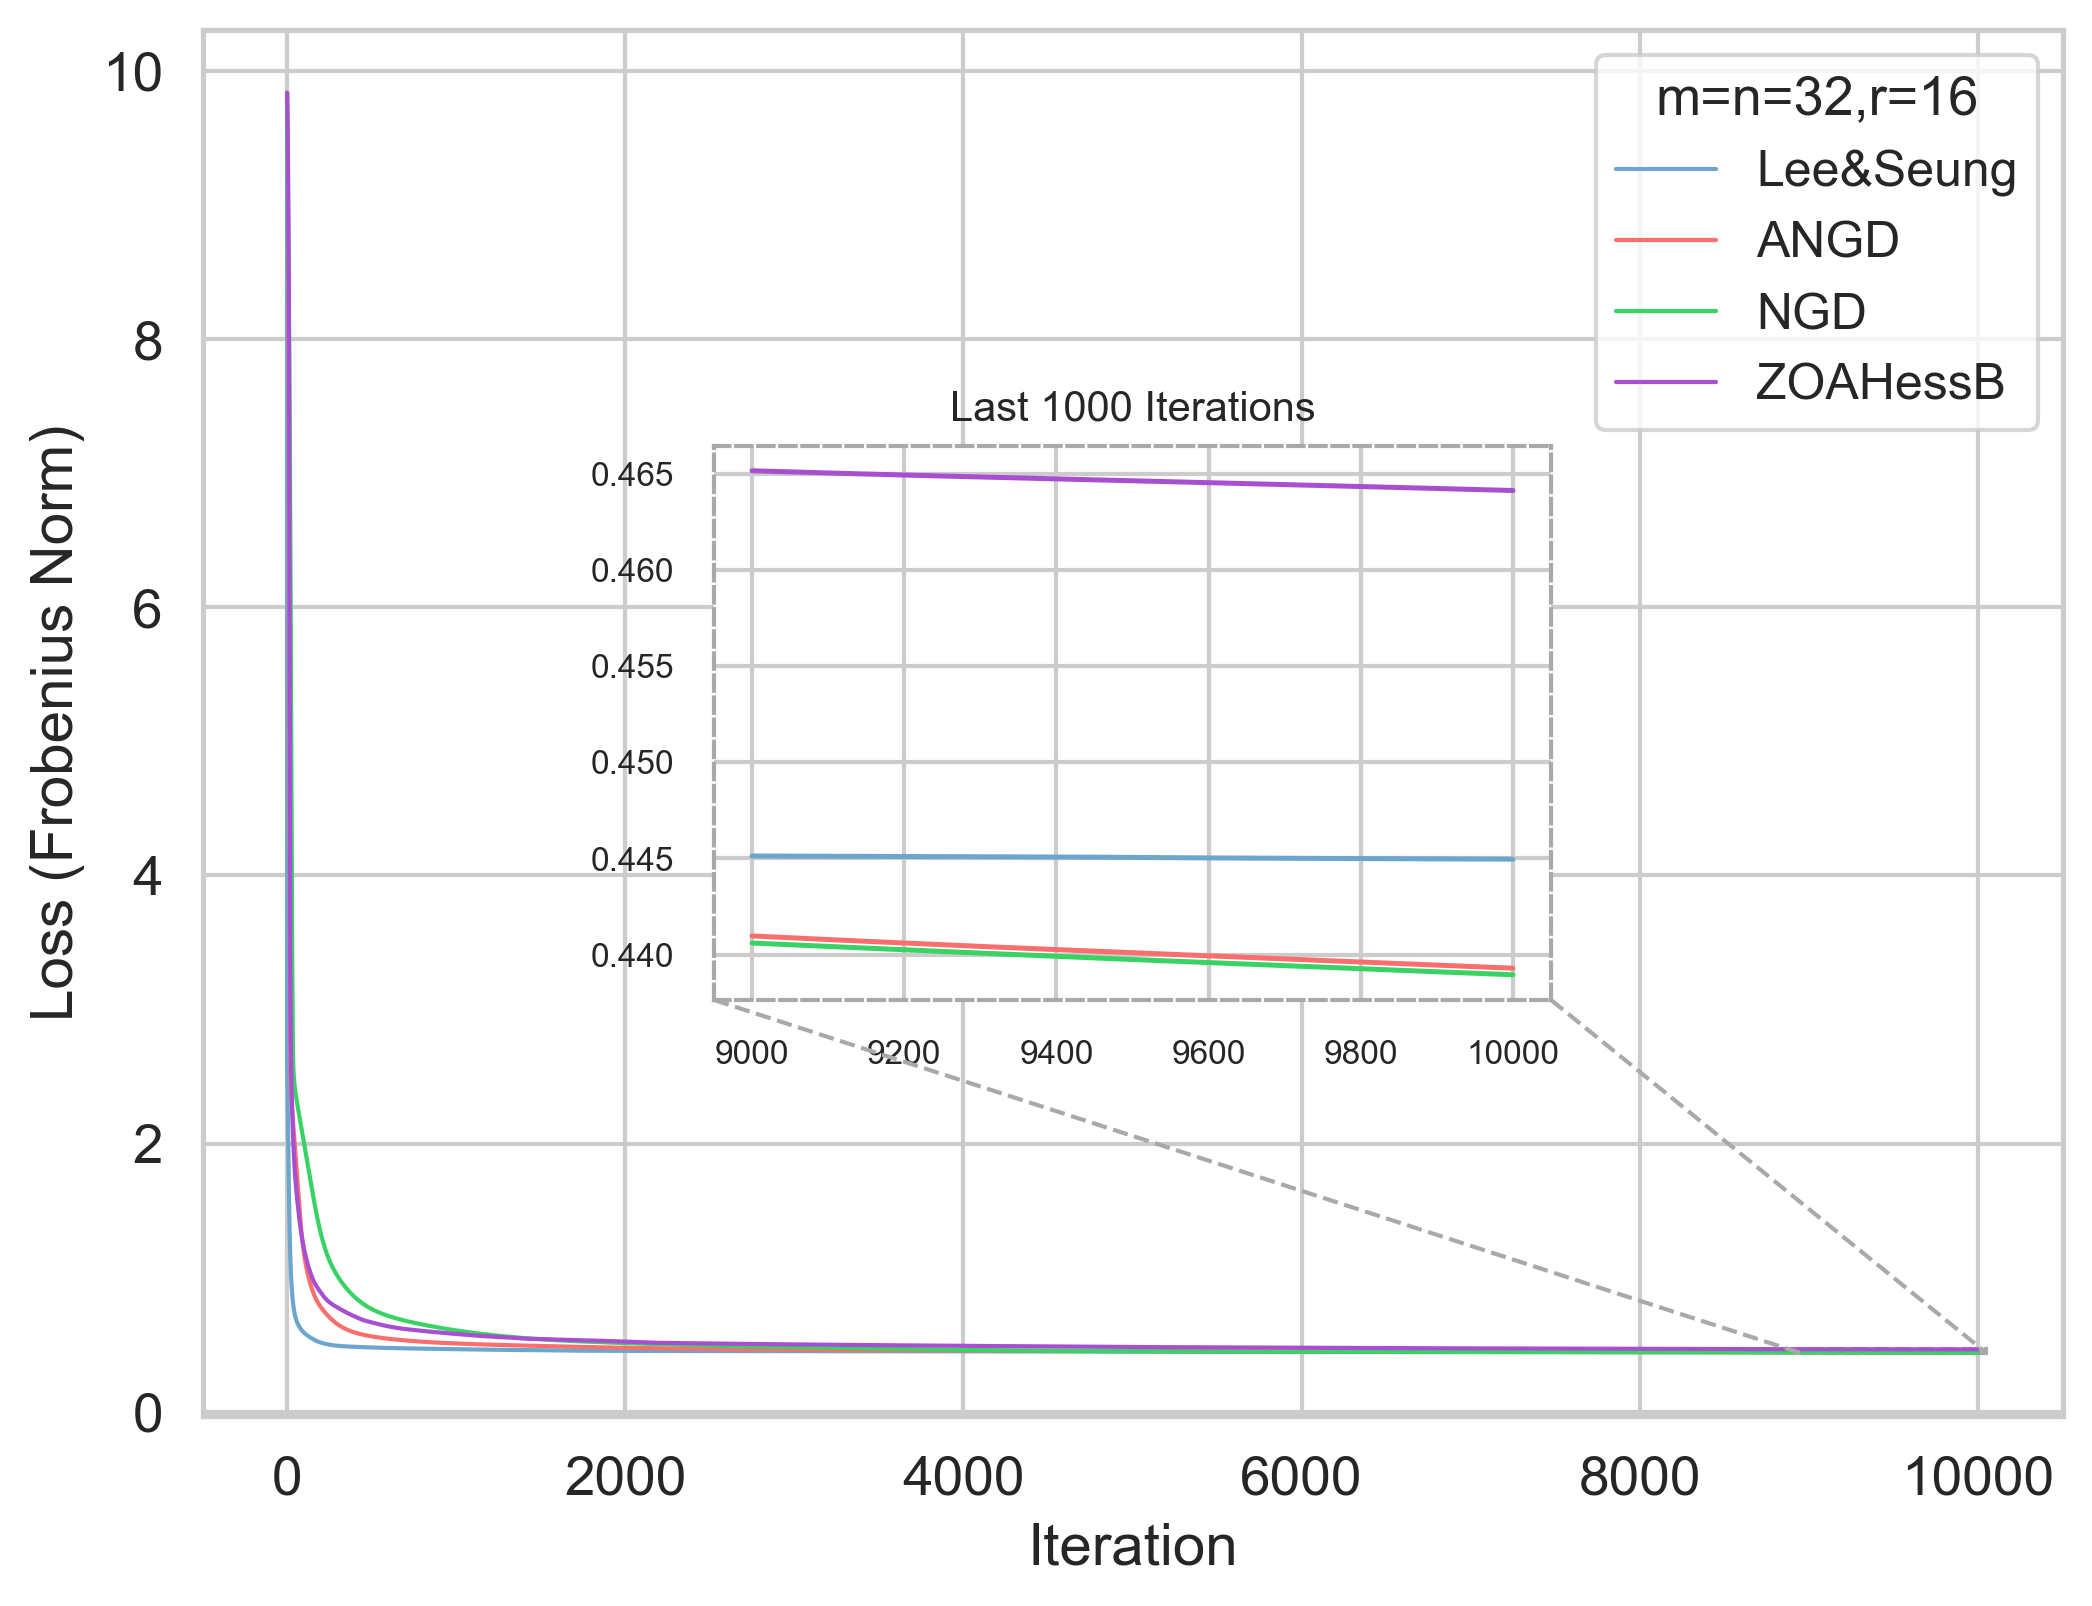 10
8
6
4
2
0
Loss (Frobenius Norm)
m=n=32,r=16
Lee&Seung
ANGD
NGD
ZOAHessB
Last 1000 Iterations
0.465
0.460
0.455
0.450
0.445
0.440
9000 9200 9400 9600 9800 10000
0 2000 4000 6000 8000 10000
Iteration